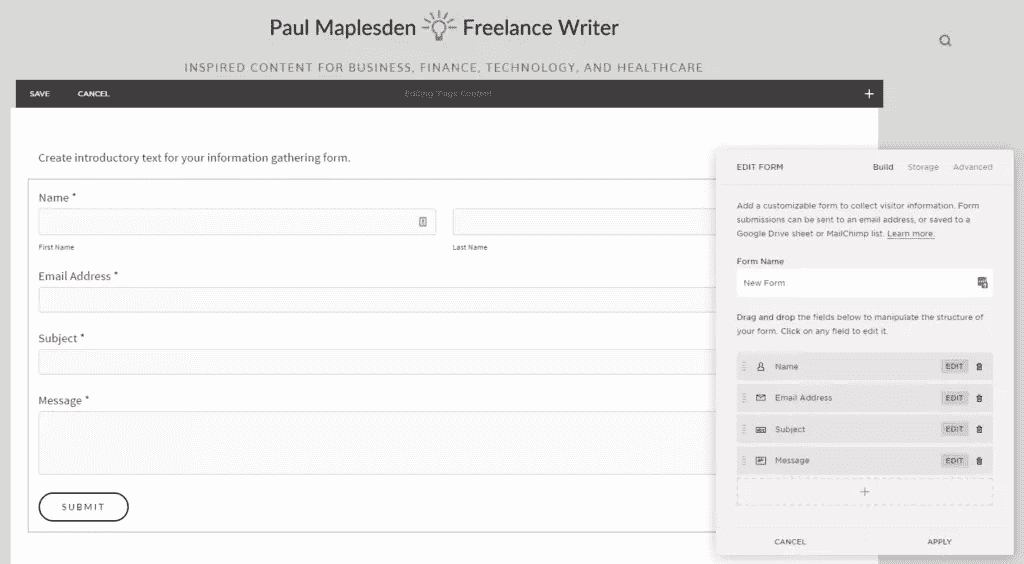 Paul Maplesden Freelance Writer
INSPIRED CONTENT FOR BUSINESS, FINANCE, TECHNOLOGY, AND HEALTHCARE
SAVE CANCEL Editing 'Page Content' +
Create introductory text for your information gathering form.
Name *
First Name Last Name
Email Address *
Subject *
Message *
SUBMIT
EDIT FORM Build Storage Advanced
Add a customizable form to collect visitor information. Form
submissions can be sent to an email address, or saved to a
Google Drive sheet or MailChimp list. Learn more.
Form Name
New Form
Drag and drop the fields below to manipulate the structure of
your form. Click on any field to edit it.
Name EDIT
Email Address EDIT
Subject EDIT
Message EDIT
+
CANCEL APPLY